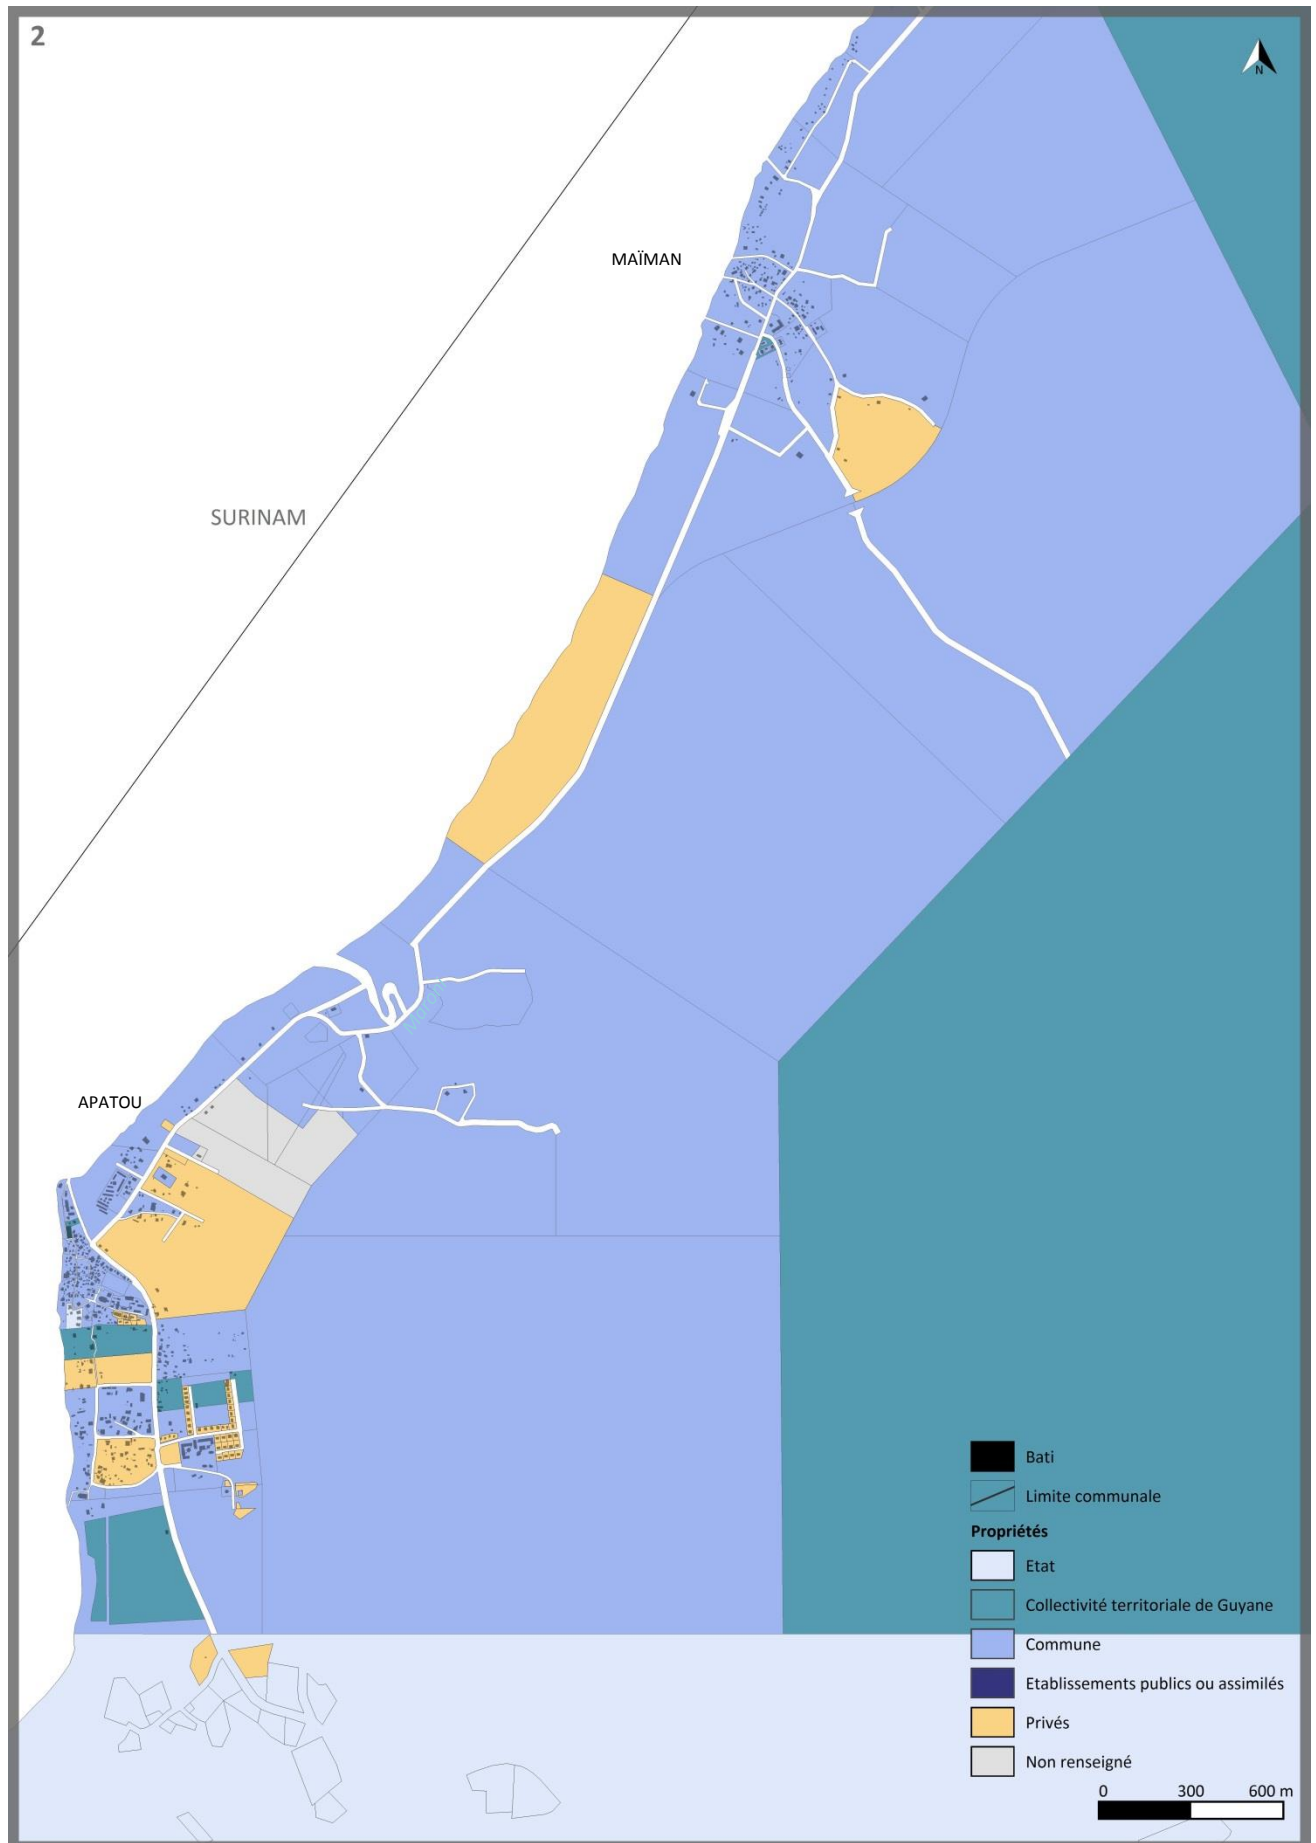 2
N
MAÏMAN
SURINAM
APATOU
Bati
Limite communale
Propriétés
Etat
Collectivité territoriale de Guyane
Commune
Etablissements publics ou assimilés
Privés
Non renseigné
0 300 600 m